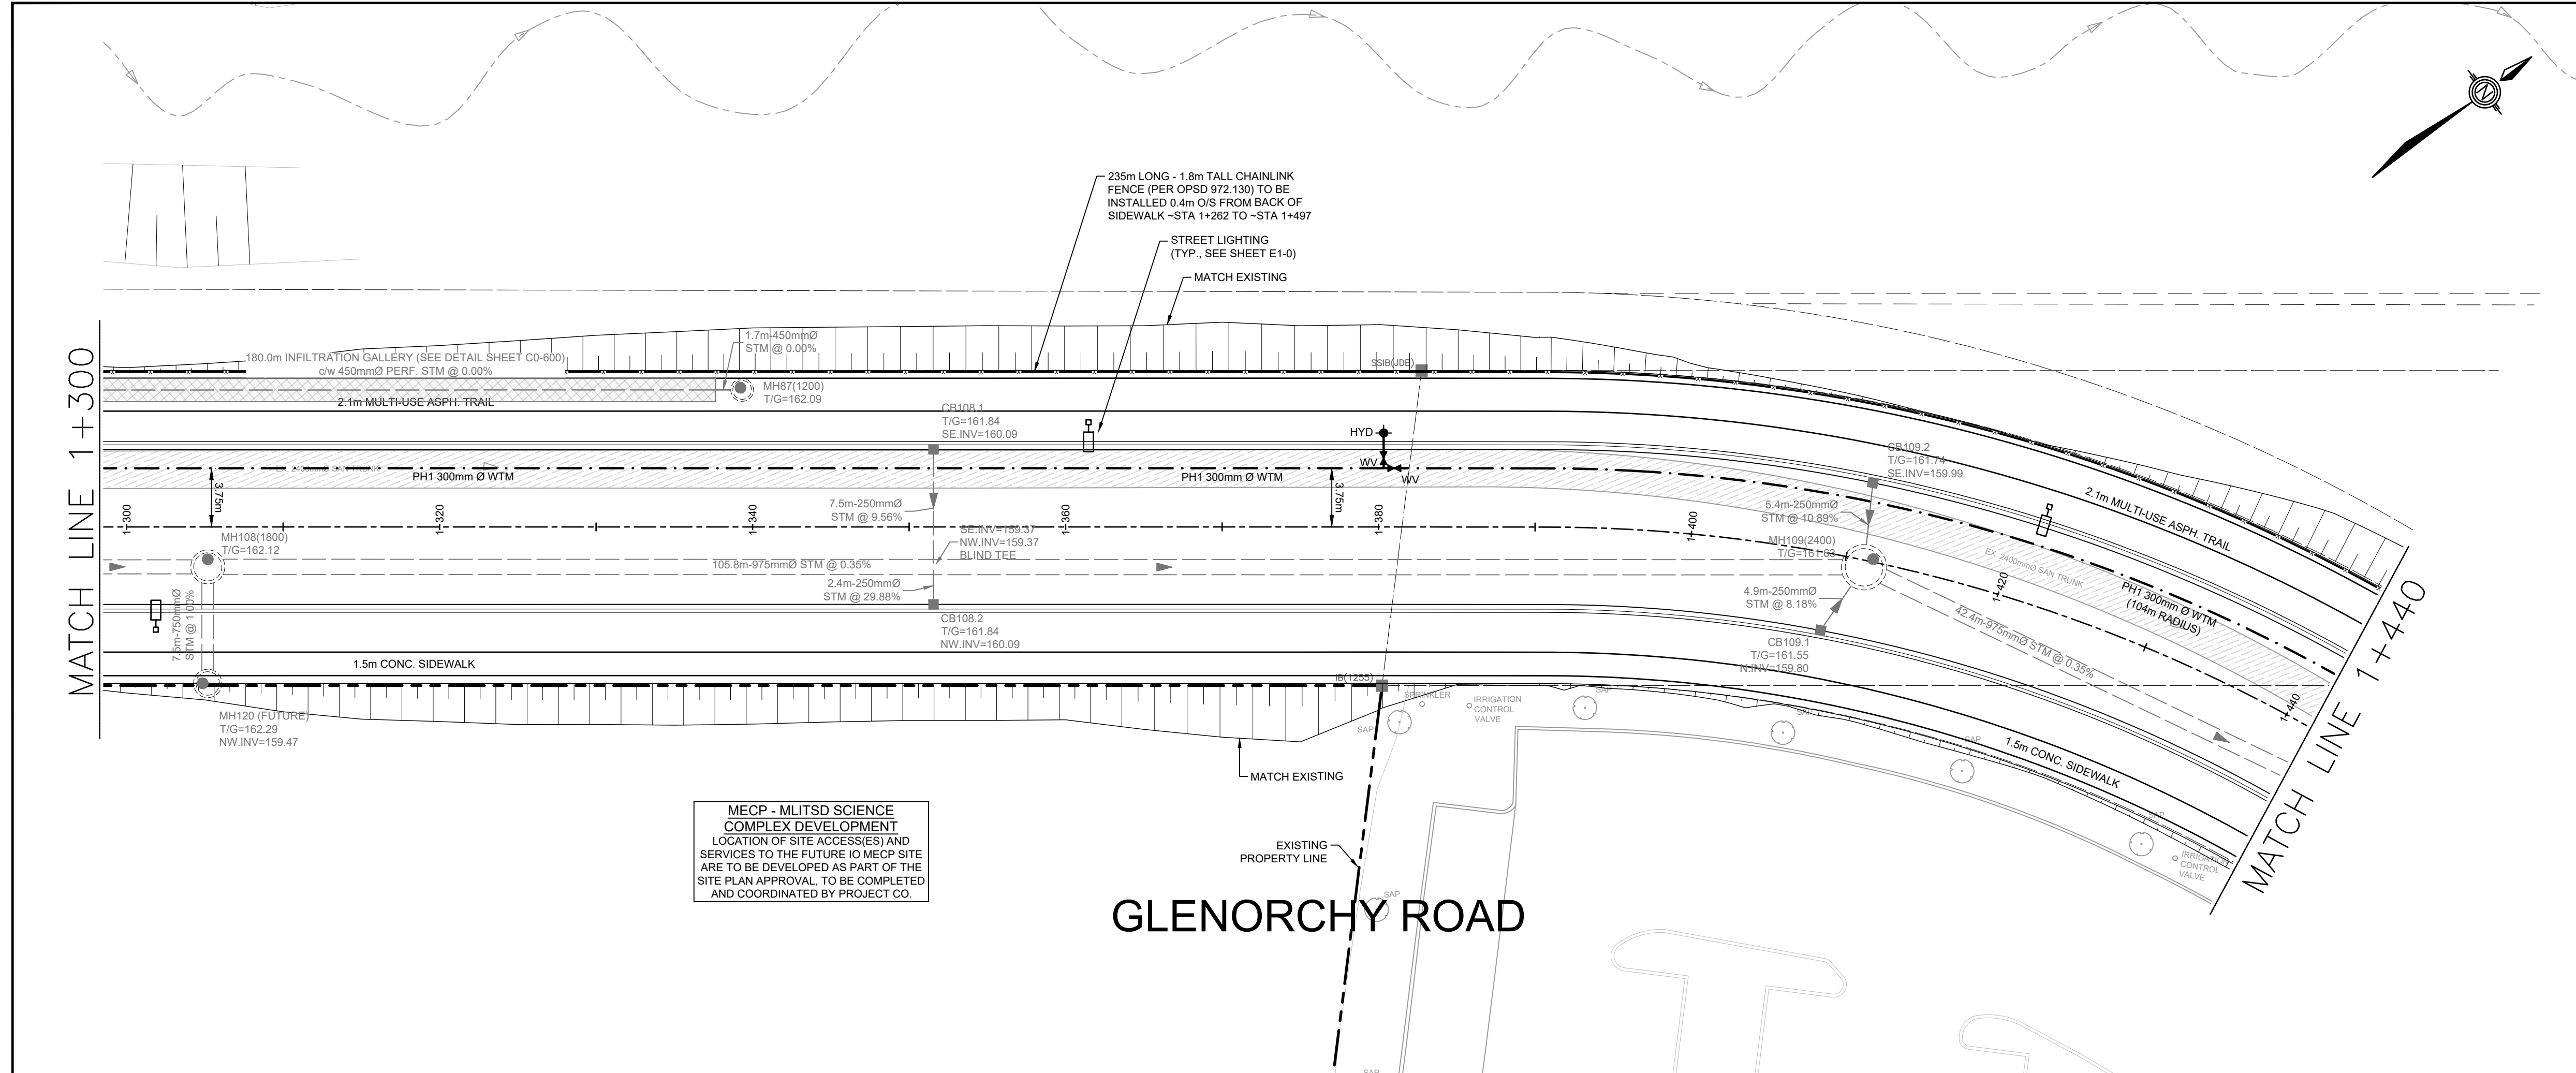 235m LONG - 1.8m TALL CHAINLINK
FENCE (PER OPSD 972.130) TO BE
INSTALLED 0.4m O/S FROM BACK OF
SIDEWALK ~STA 1+262 TO ~STA 1+497
STREET LIGHTING
(TYP., SEE SHEET E1-0)
MATCH EXISTING
N
MATCH LINE 1+300
180.0m INFILTRATION GALLERY (SEE DETAIL SHEET C0-600)
c/w 450mmØ PERF. STM @ 0.00%
1.7m-450mmØ
STM @ 0.00%
MH87(1200)
T/G=162.09
2.1m MULTI-USE ASPH. TRAIL
SSIB(JDB)
CB108.1
T/G=161.84
SE.INV=160.09
HYD
WV
WV
EX. 2400mmØ SAN TRUNK
PH1 300mm Ø WTM
PH1 300mm Ø WTM
3.75m
3.75m
CB109.2
T/G=161.74
SE.INV=159.99
2.1m MULTI-USE ASPH. TRAIL
7.5m-250mmØ
STM @ 9.56%
5.4m-250mmØ
STM @ 10.89%
1+300
1+320
1+340
1+360
1+380
1+400
1+420
1+440
MH108(1800)
T/G=162.12
SE.INV=159.37
NW.INV=159.37
BLIND TEE
MH109(2400)
T/G=161.63
EX. 2400mmØ SAN TRUNK
PH1 300mm Ø WTM
(104m RADIUS)
105.8m-975mmØ STM @ 0.35%
2.4m-250mmØ
STM @ 29.88%
4.9m-250mmØ
STM @ 8.18%
42.4m-975mmØ STM @ 0.35%
7.5m-750mmØ
STM @ 1.00%
CB108.2
T/G=161.84
NW.INV=160.09
CB109.1
T/G=161.55
N.INV=159.80
1.5m CONC. SIDEWALK
IB(1255)
SPRINKLER
IRRIGATION
CONTROL
VALVE
SAP
SAP
SAP
SAP
SAP
1.5m CONC. SIDEWALK
IRRIGATION
CONTROL
VALVE
MATCH LINE 1+440
MH120 (FUTURE)
T/G=162.29
NW.INV=159.47
MATCH EXISTING
MECP - MLITSD SCIENCE
COMPLEX DEVELOPMENT
LOCATION OF SITE ACCESS(ES) AND
SERVICES TO THE FUTURE IO MECP SITE
ARE TO BE DEVELOPED AS PART OF THE
SITE PLAN APPROVAL, TO BE COMPLETED
AND COORDINATED BY PROJECT CO.
EXISTING
PROPERTY LINE
SAP
GLENORCHY ROAD
SAP